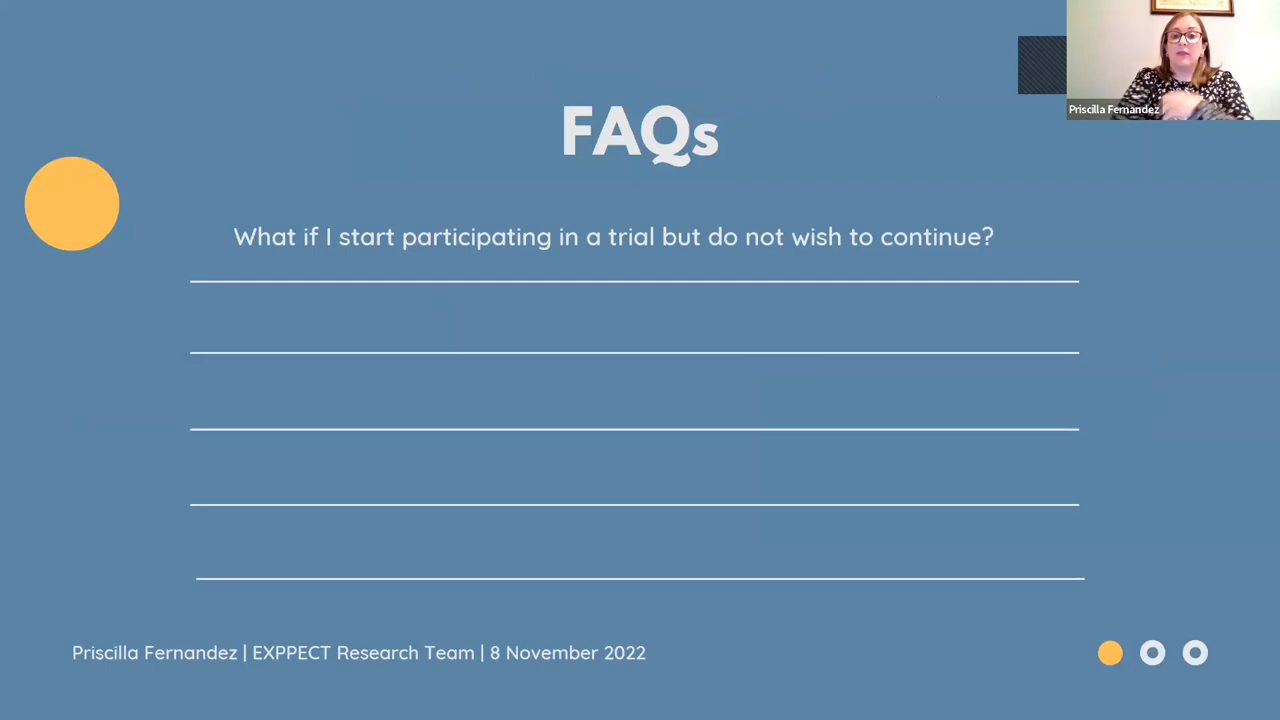 Priscilla Fernandez
FAQs
What if I start participating in a trial but do not wish to continue?
Priscilla Fernandez | EXPPECT Research Team | 8 November 2022